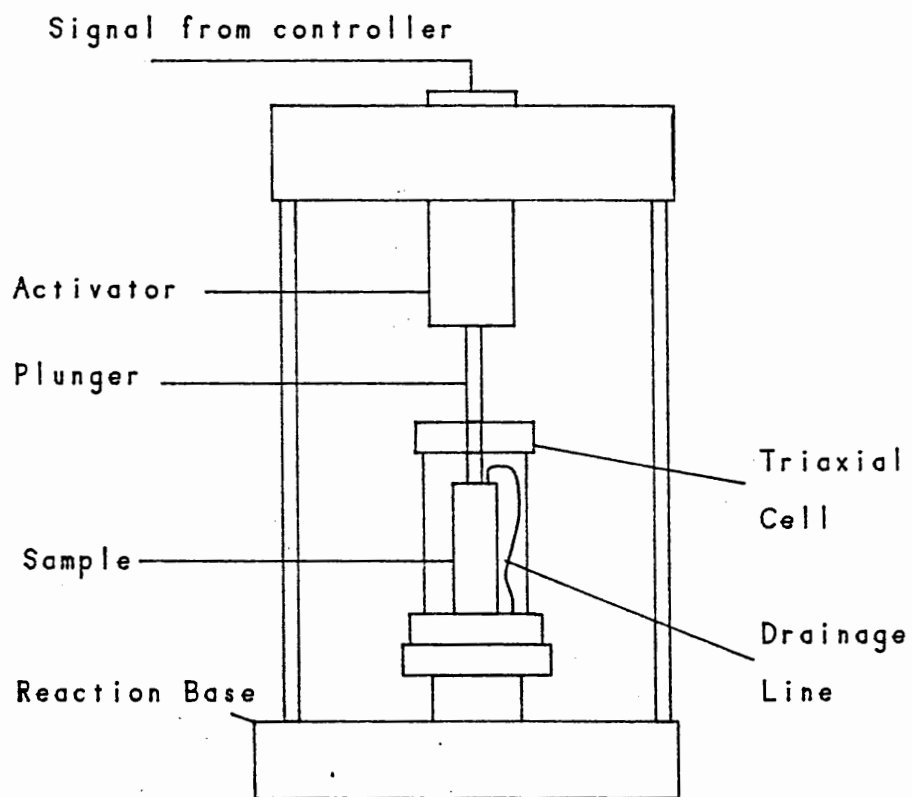 Signal from controller
Activator
Plunger
Triaxial
Cell
Sample
Drainage
Line
Reaction Base